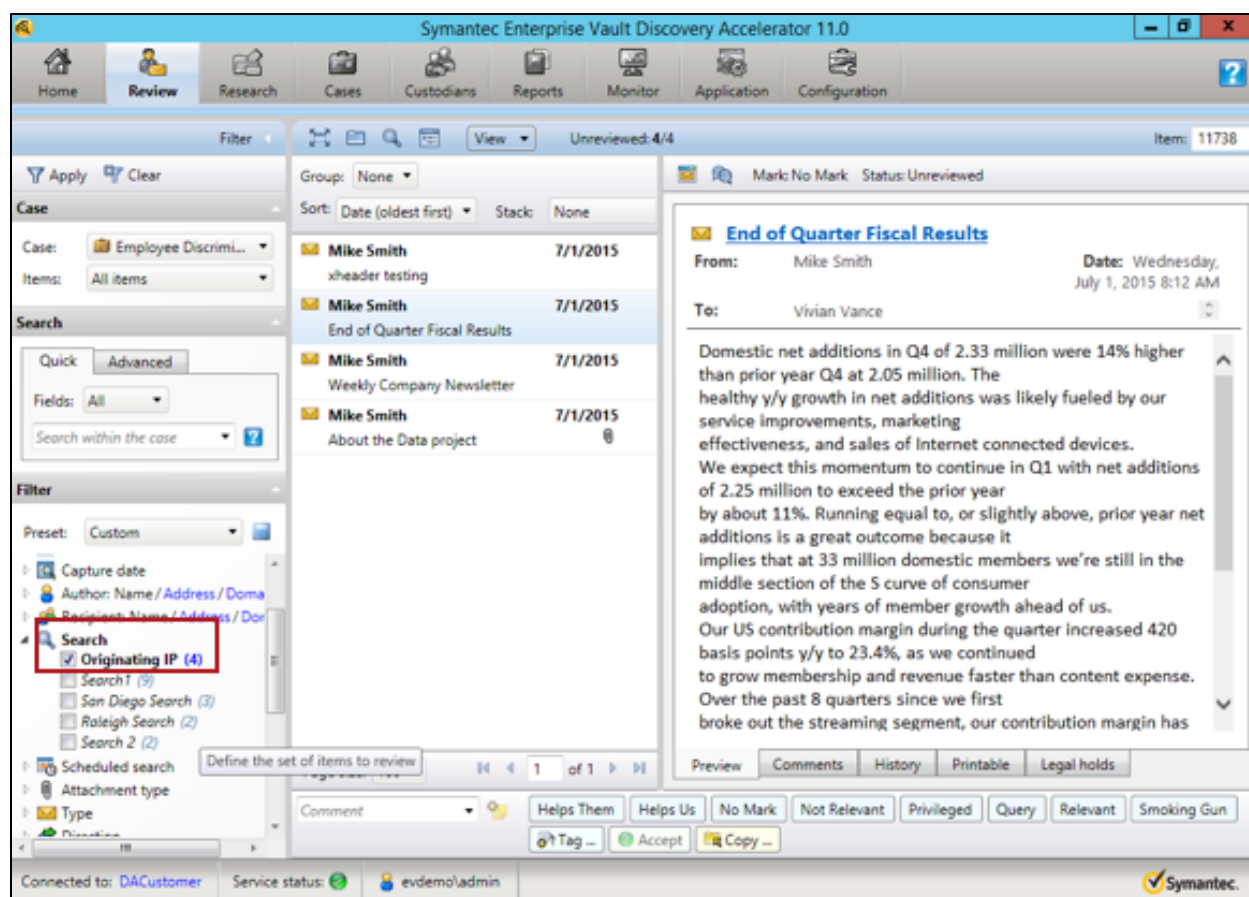 Symantec Enterprise Vault Discovery Accelerator 11.0
Home Review Research Cases Custodians Reports Monitor Application Configuration
Filter
View Unreviewed: 4/4 Item: 11738
Apply Clear
Case
Case: Employee Discrimi...
Items: All items
Search
Quick Advanced
Fields: All
Search within the case
Filter
Preset: Custom
Capture date
Author: Name / Address / Doma
Recipient: Name / Address / Dor
Search
Originating IP (4)
Search1 (9)
San Diego Search (3)
Raleigh Search (2)
Search 2 (2)
Scheduled search
Attachment type
Type
Direction
Define the set of items to review
Group: None
Sort: Date (oldest first) Stack: None
Mike Smith 7/1/2015
xheader testing
Mike Smith 7/1/2015
End of Quarter Fiscal Results
Mike Smith 7/1/2015
Weekly Company Newsletter
Mike Smith 7/1/2015
About the Data project
1 of 1
Mark: No Mark Status: Unreviewed
End of Quarter Fiscal Results
From: Mike Smith Date: Wednesday,
July 1, 2015 8:12 AM
To: Vivian Vance
Domestic net additions in Q4 of 2.33 million were 14% higher
than prior year Q4 at 2.05 million. The
healthy y/y growth in net additions was likely fueled by our
service improvements, marketing
effectiveness, and sales of Internet connected devices.
We expect this momentum to continue in Q1 with net additions
of 2.25 million to exceed the prior year
by about 11%. Running equal to, or slightly above, prior year net
additions is a great outcome because it
implies that at 33 million domestic members we're still in the
middle section of the S curve of consumer
adoption, with years of member growth ahead of us.
Our US contribution margin during the quarter increased 420
basis points y/y to 23.4%, as we continued
to grow membership and revenue faster than content expense.
Over the past 8 quarters since we first
broke out the streaming segment, our contribution margin has
Preview Comments History Printable Legal holds
Comment
Helps Them Helps Us No Mark Not Relevant Privileged Query Relevant Smoking Gun
Tag ... Accept Copy ...
Connected to: DACustomer Service status: evdemo\admin Symantec.